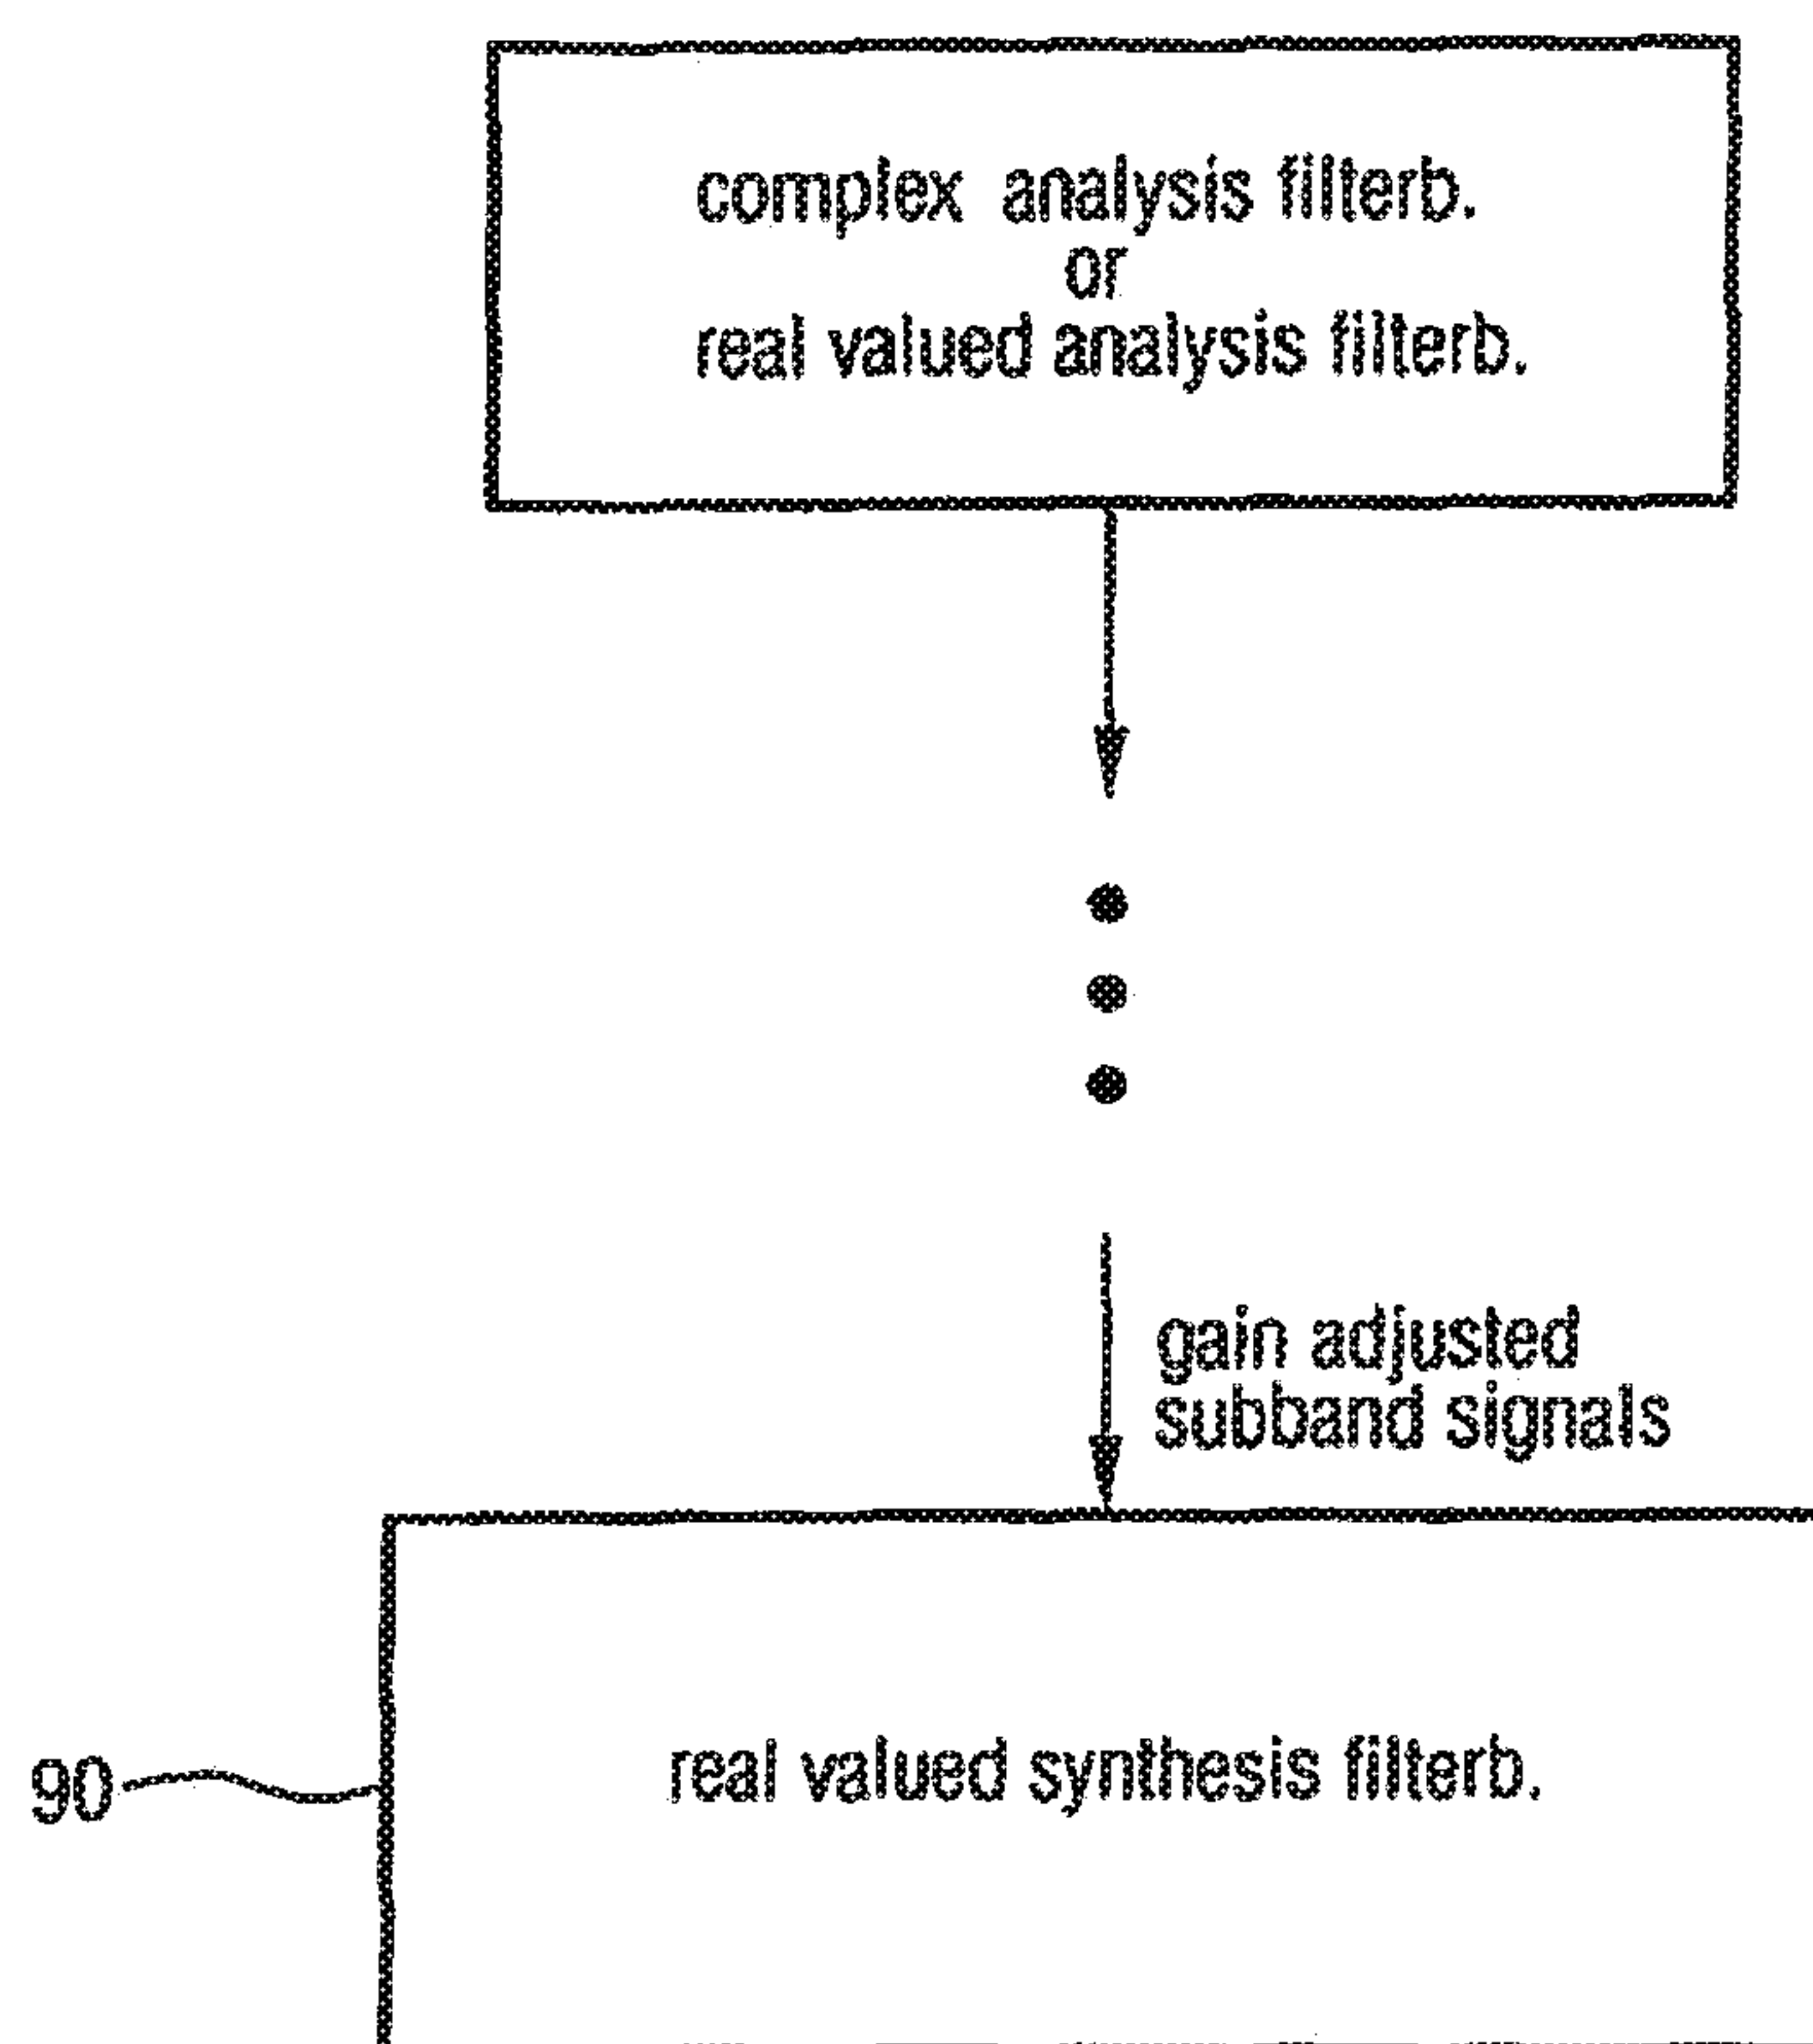 complex analysis filterb.
or
real valued analysis filterb.
gain adjusted
subband signals
real valued synthesis filterb.
90